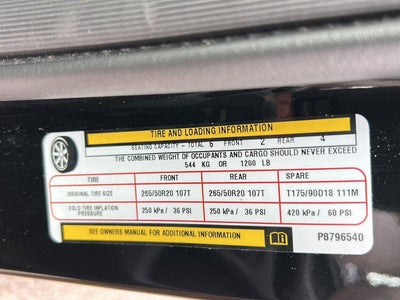 TIRE AND LOADING INFORMATION
SEATING CAPACITY - TOTAL 6 FRONT 2 REAR 4
THE COMBINED WEIGHT OF OCCUPANTS AND CARGO SHOULD NEVER EXCEED
544 KG OR 1200 LB
TIRE FRONT REAR SPARE
ORIGINAL TIRE SIZE 265/50R20 107T 265/50R20 107T T175/90D18 111M
COLD TIRE INFLATION PRESSURE 250 kPa / 36 PSI 250 kPa / 36 PSI 420 kPa / 60 PSI
SEE OWNERS MANUAL FOR ADDITIONAL INFORMATION P8796540